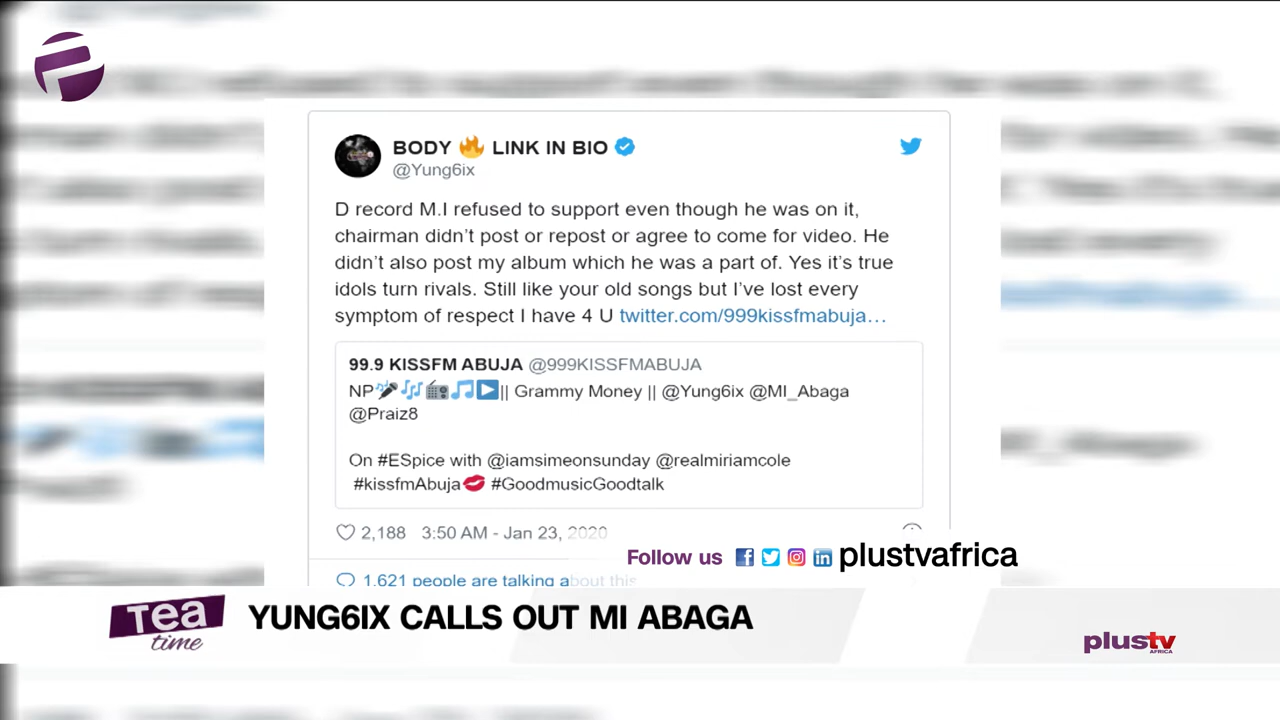 BODY 🔥 LINK IN BIO
@Yung6ix
D record M.I refused to support even though he was on it,
chairman didn't post or repost or agree to come for video. He
didn't also post my album which he was a part of. Yes it's true
idols turn rivals. Still like your old songs but I've lost every
symptom of respect I have 4 U twitter.com/999kissfmabuja…
99.9 KISSFM ABUJA @999KISSFMABUJA
NP🎤🎶📻🎵▶️|| Grammy Money || @Yung6ix @MI_Abaga
@Praiz8
On #ESpice with @iamsimeonsunday @realmiriamcole
#kissfmAbuja💋 #GoodmusicGoodtalk
2,188 3:50 AM - Jan 23, 2020
Follow us plustvafrica
1,621 people are talking about this
Tea
time
YUNG6IX CALLS OUT MI ABAGA
plustv
AFRICA